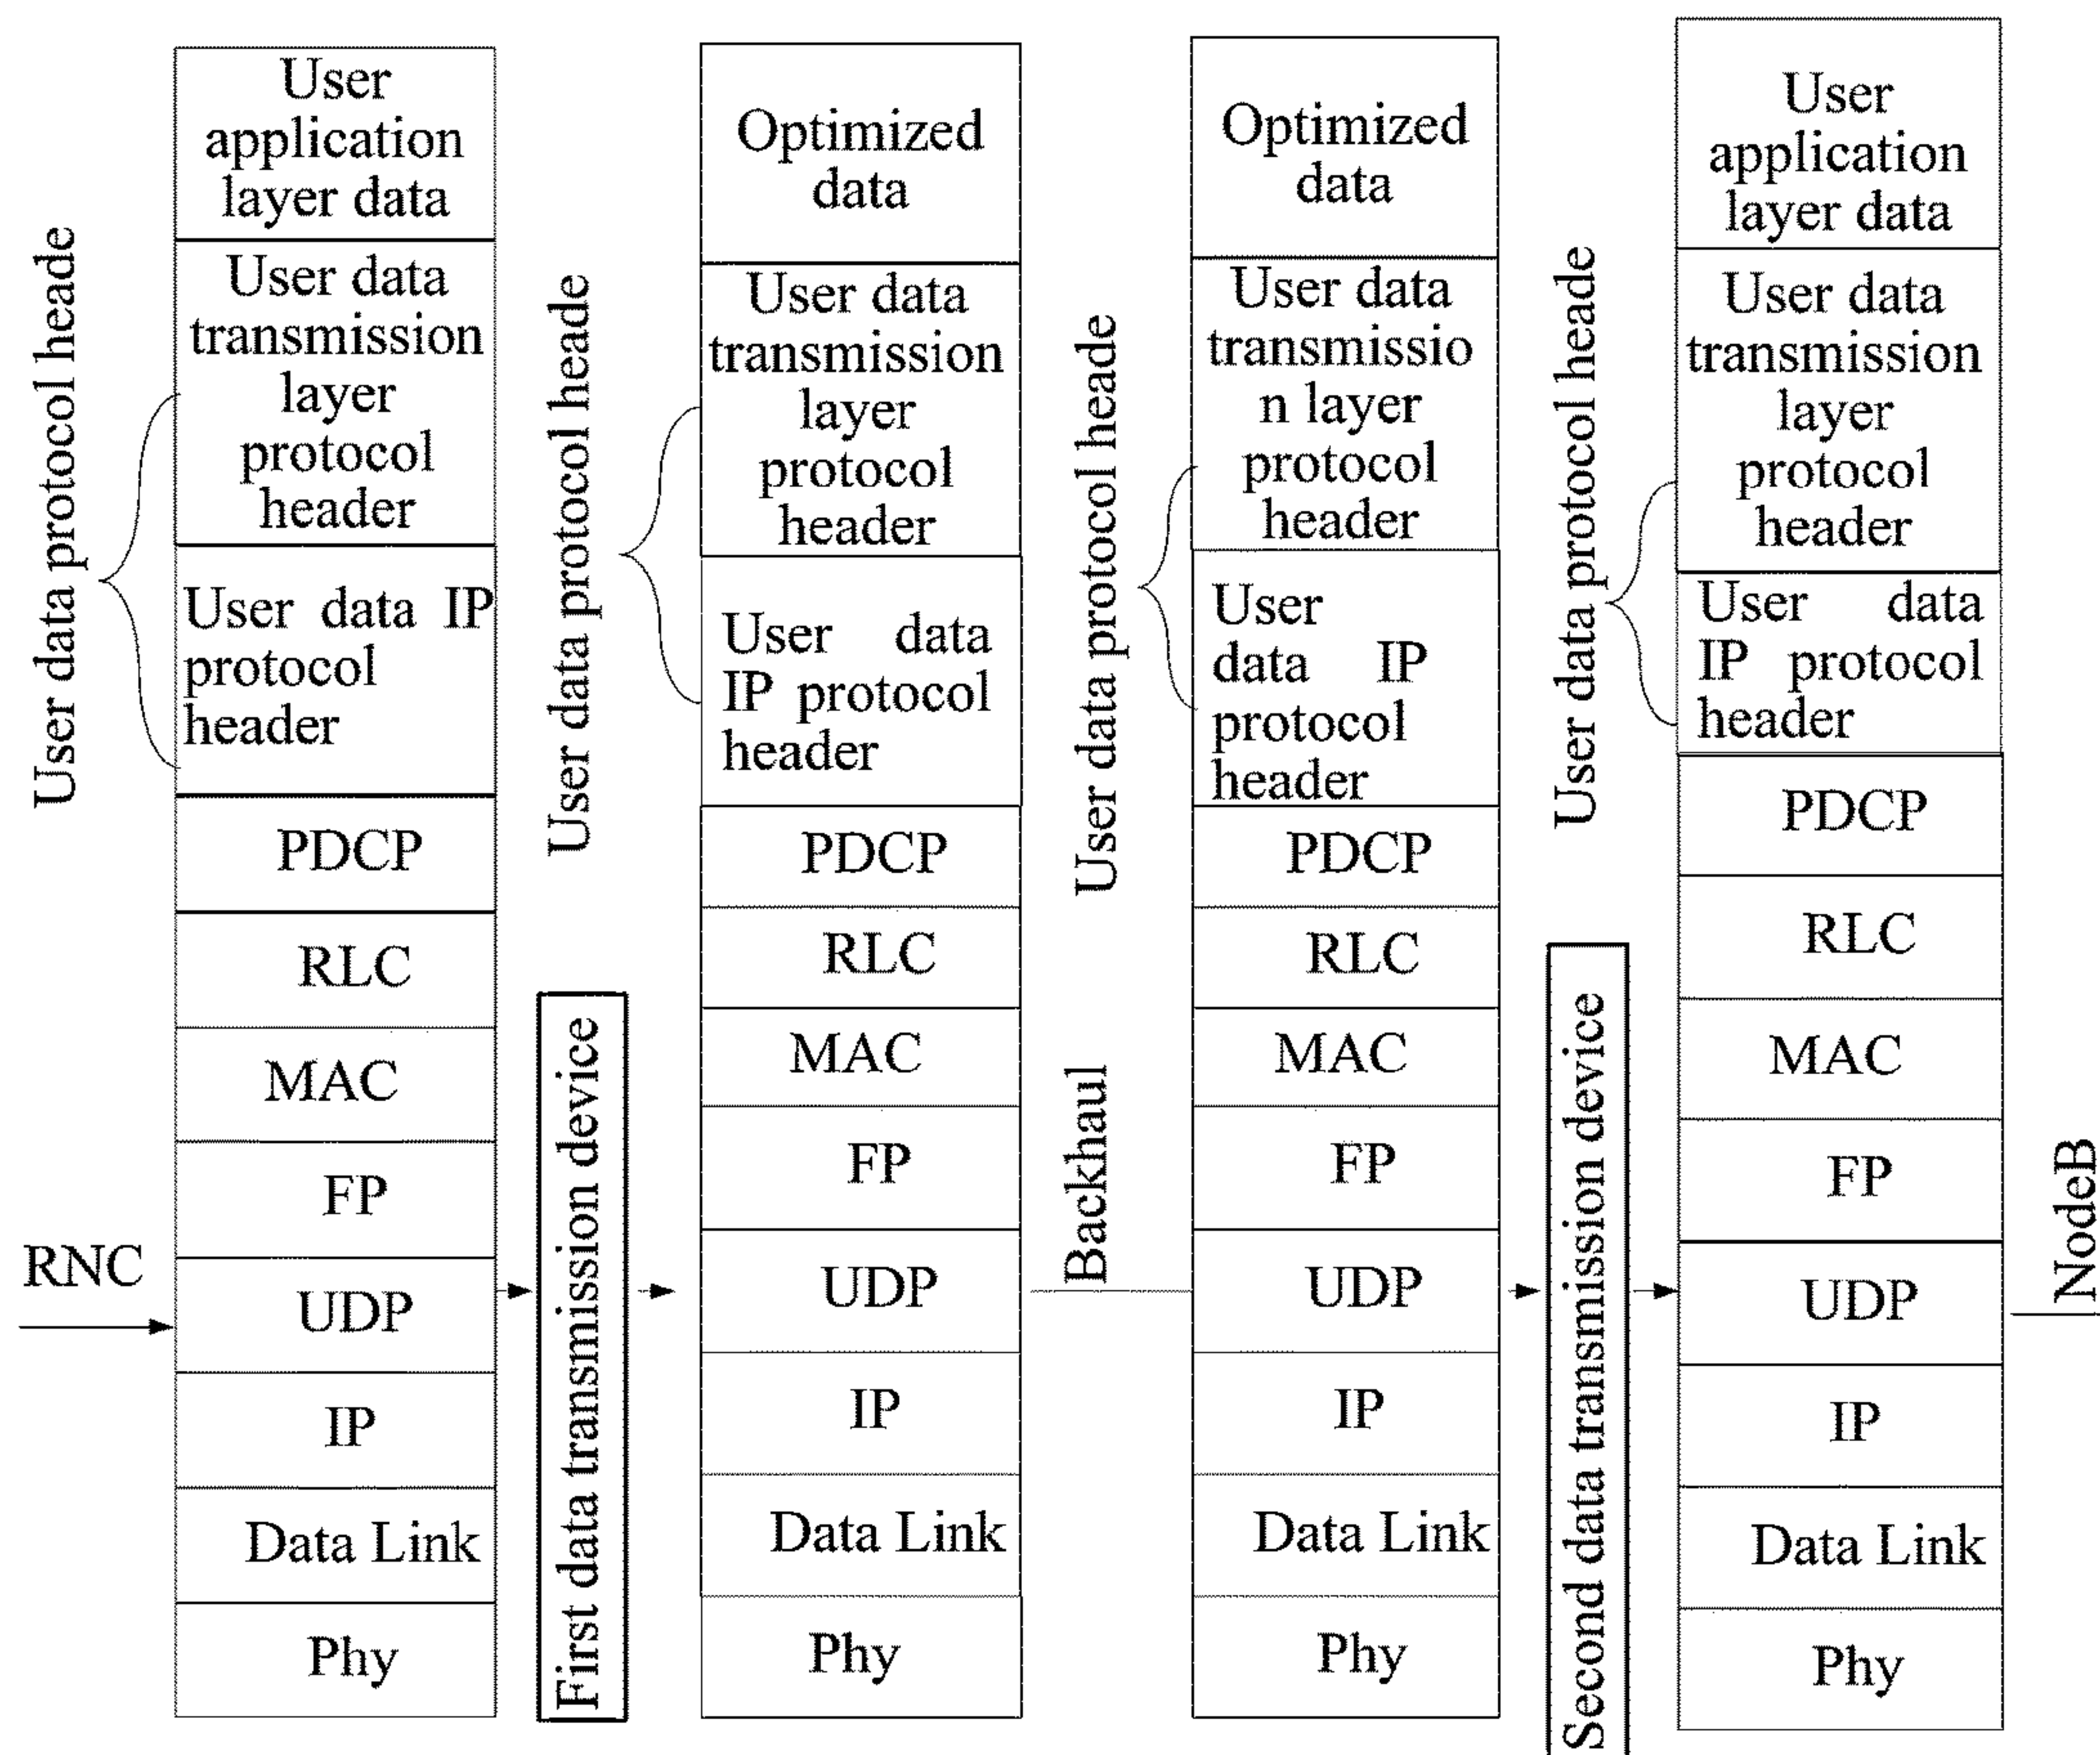 RNC
User data protocol heade
User
application
layer data
User data
transmission
layer
protocol
header
User data IP
protocol
header
PDCP
RLC
MAC
FP
UDP
IP
Data Link
Phy
First data transmission device
User data protocol heade
Optimized
data
User data
transmission
layer
protocol
header
User data
IP protocol
header
PDCP
RLC
MAC
FP
UDP
IP
Data Link
Phy
Backhaul
User data protocol heade
Optimized
data
User data
transmissio
n layer
protocol
header
User
data IP
protocol
header
PDCP
RLC
MAC
FP
UDP
IP
Data Link
Phy
Second data transmission device
User data protocol heade
User
application
layer data
User data
transmission
layer
protocol
header
User data
IP protocol
header
PDCP
RLC
MAC
FP
UDP
IP
Data Link
Phy
NodeB